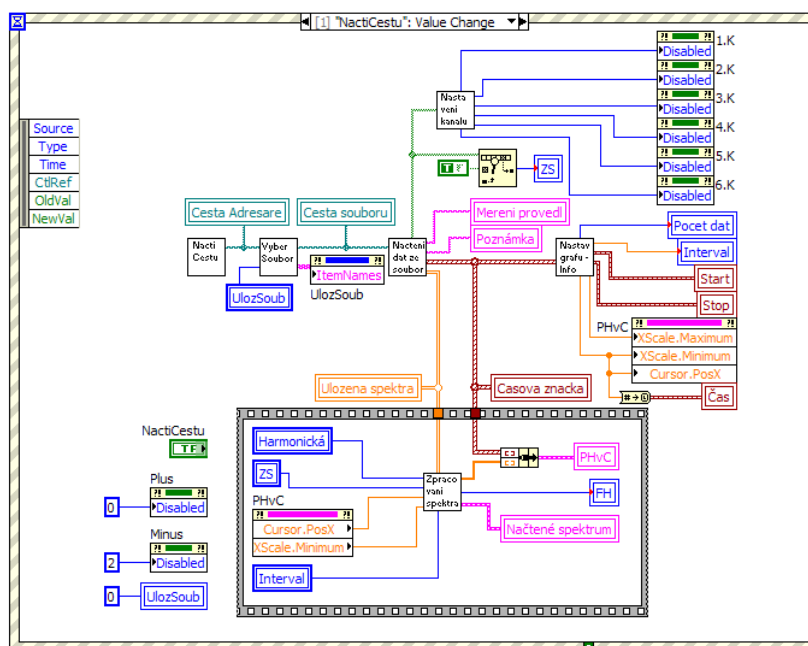 [1] "NactiCestu": Value Change
1.K
Disabled
2.K
Disabled
3.K
Disabled
4.K
Disabled
5.K
Disabled
6.K
Disabled
Nasta
veni
kanalu
Source
Type
Time
CtlRef
OldVal
NewVal
T F
ZS
Cesta Adresare
Cesta souboru
Mereni provedl
Poznámka
Nacti
Cestu
Vyber
Soubor
Nacteni
dat ze
soubor
ItemNames
UlozSoub
UlozSoub
Nastav
grafu -
Info
Pocet dat
Interval
Start
Stop
PHvC
XScale.Maximum
XScale.Minimum
Cursor.PosX
Čas
Ulozena spektra
Casova znacka
NactiCestu
TF
Plus
Disabled
0
Minus
Disabled
2
0
UlozSoub
Harmonická
ZS
PHvC
Cursor.PosX
XScale.Minimum
Interval
Zpraco
vani
spektra
PHvC
FH
Načtené spektrum